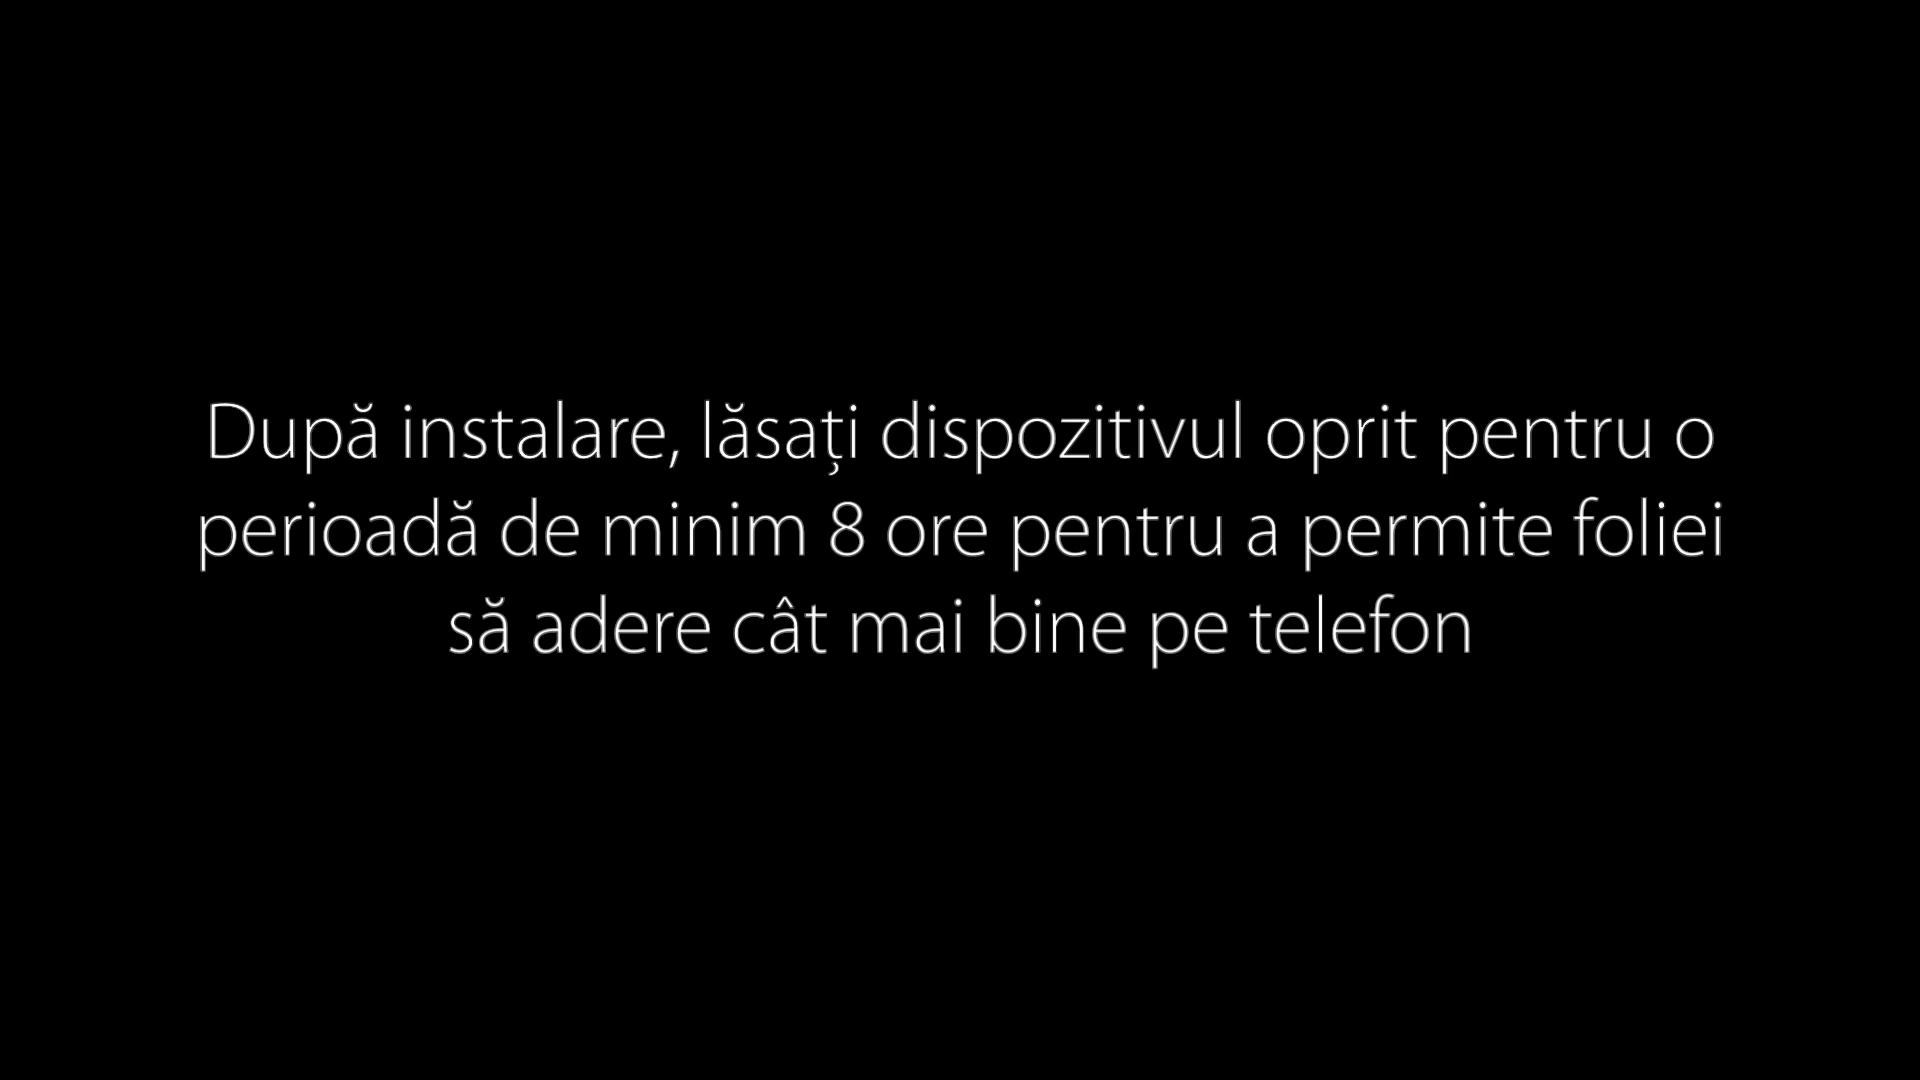 După instalare, lăsați dispozitivul oprit pentru o
perioadă de minim 8 ore pentru a permite foliei
să adere cât mai bine pe telefon